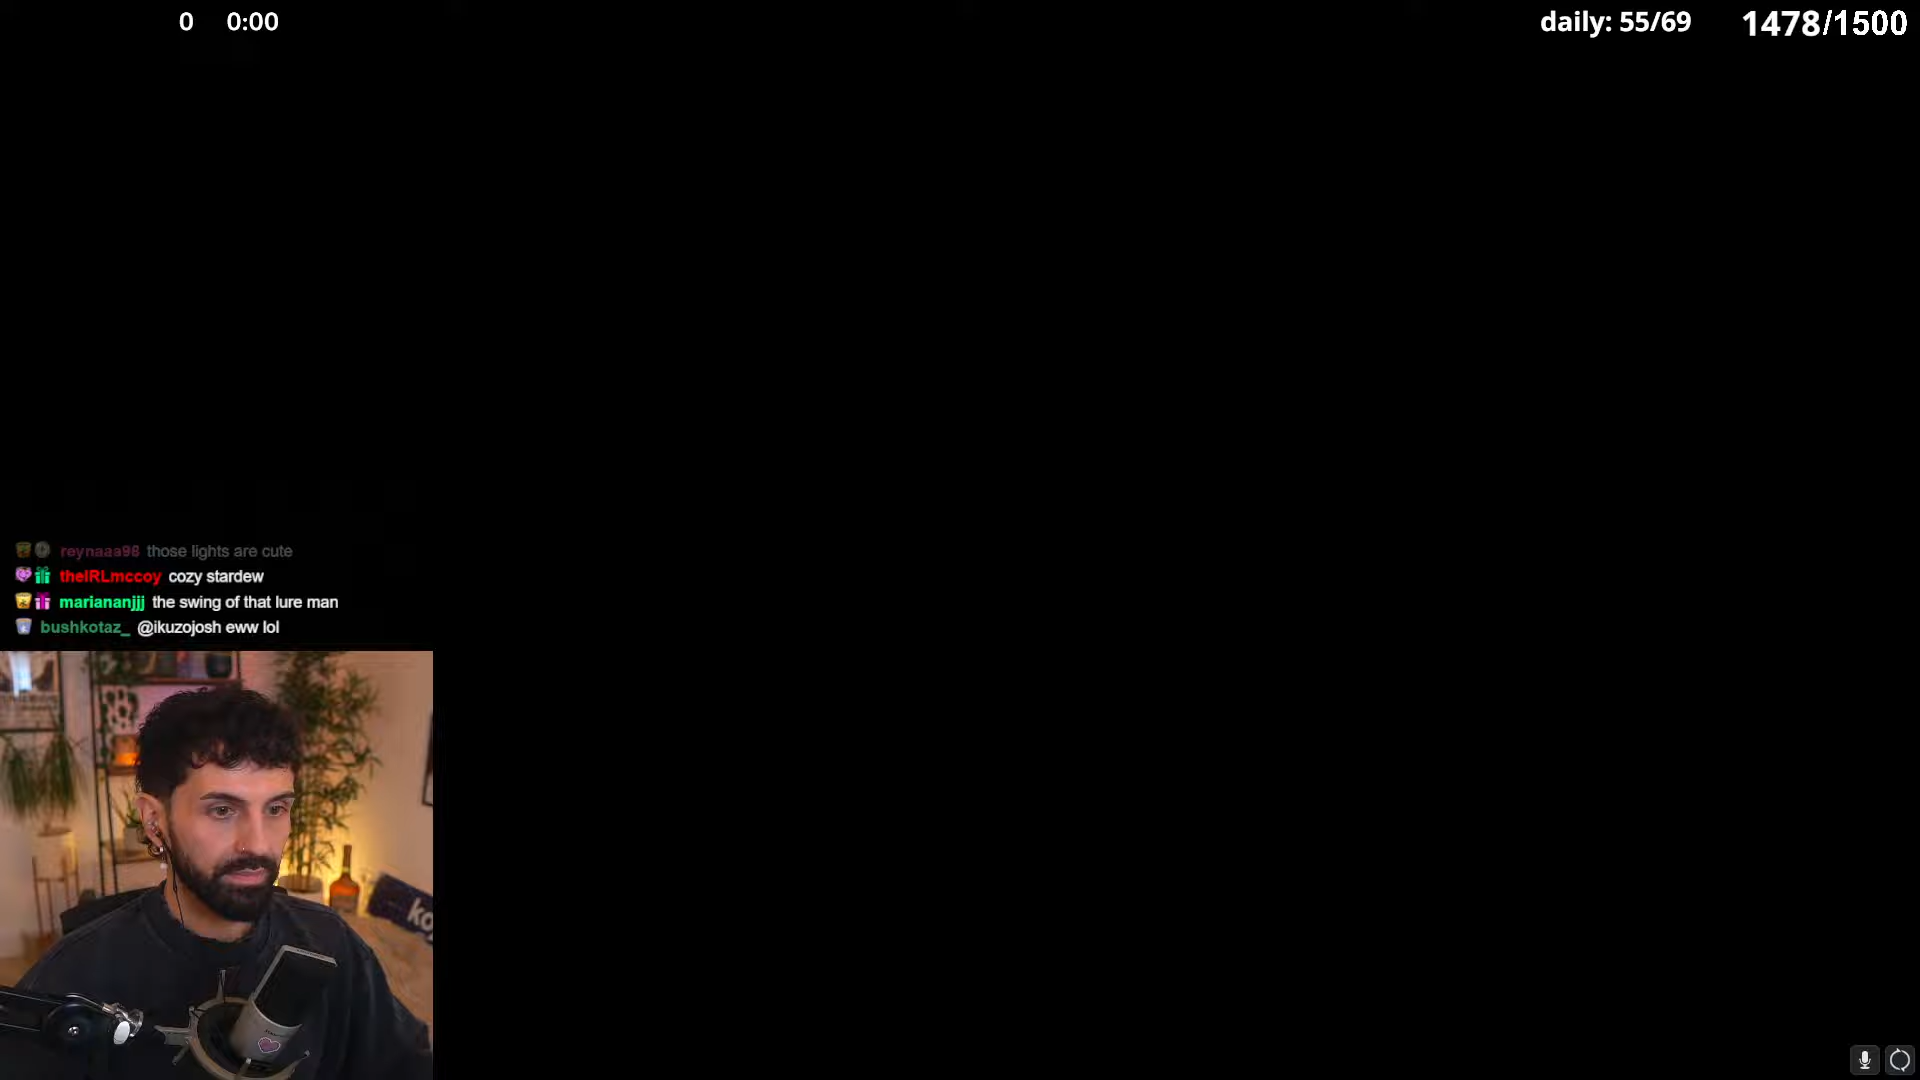 0 0:00
daily: 55/69 1478/1500
reynaaa98 those lights are cute
theIRLmccoy cozy stardew
mariananjjj the swing of that lure man
bushkotaz_ @ikuzojosh eww lol